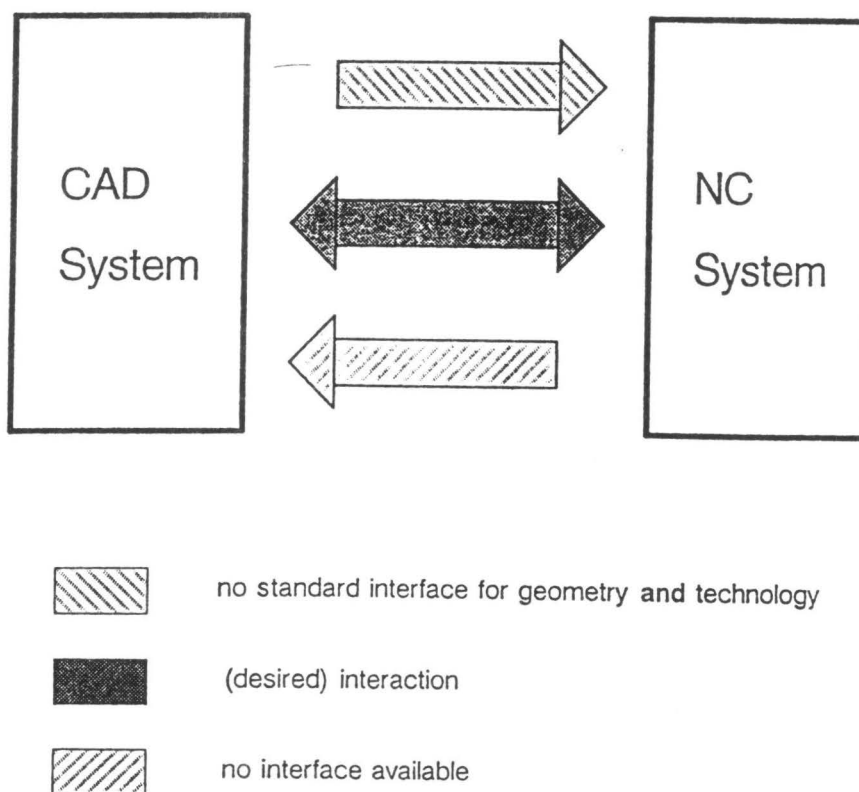 CAD
System
NC
System
no standard interface for geometry and technology
(desired) interaction
no interface available